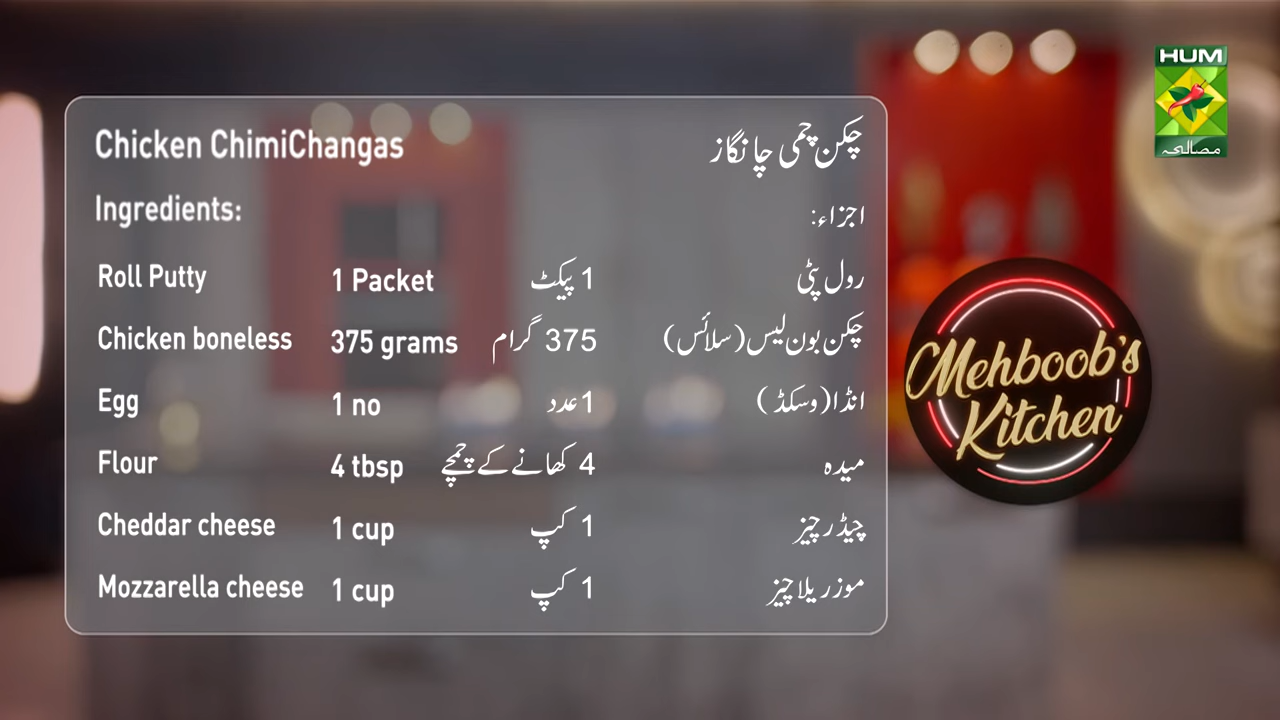 HUM
مصالحہ
Chicken ChimiChangas چکن چمی چانگاز
Ingredients: اجزاء:
Roll Putty 1 Packet 1 پیکٹ رول پٹی
Chicken boneless 375 grams 375 گرام چکن بون لیس (سلائس)
Egg 1 no 1 عدد انڈا (وسکڈ)
Flour 4 tbsp 4 کھانے کے چمچے میدہ
Cheddar cheese 1 cup 1 کپ چیڈر چیز
Mozzarella cheese 1 cup 1 کپ موزریلا چیز
Mehboob's
Kitchen